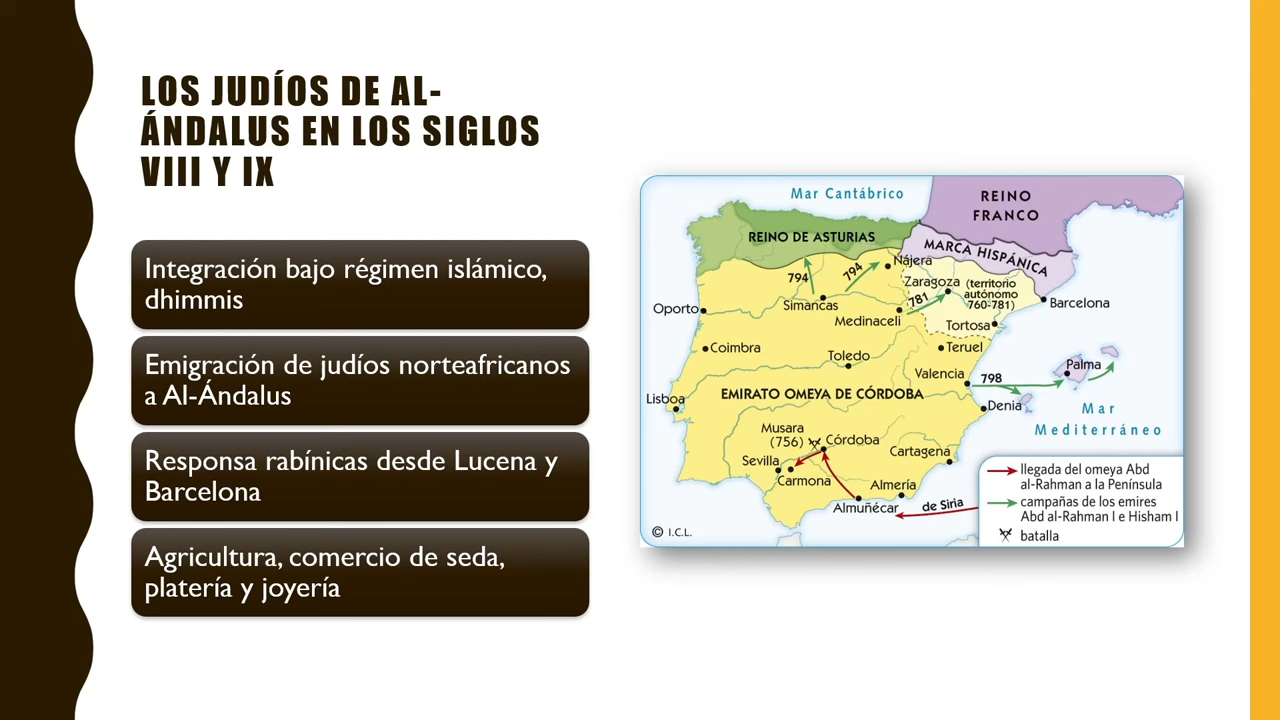 LOS JUDÍOS DE AL-
ÁNDALUS EN LOS SIGLOS
VIII Y IX
Integración bajo régimen islámico,
dhimmis
Emigración de judíos norteafricanos
a Al-Ándalus
Responsa rabínicas desde Lucena y
Barcelona
Agricultura, comercio de seda,
platería y joyería
Mar Cantábrico
REINO
FRANCO
REINO DE ASTURIAS
MARCA HISPÁNICA
Nájera
794
794
Zaragoza
(territorio
autónomo
760-781)
781
Simancas
Medinaceli
Oporto
Barcelona
Tortosa
Coimbra
Toledo
Teruel
Valencia
798
Palma
Lisboa
EMIRATO OMEYA DE CÓRDOBA
Denia
Mar
Mediterráneo
Musara
(756)
Córdoba
Cartagena
Sevilla
Carmona
Almería
Almuñécar
de Siria
llegada del omeya Abd
al-Rahman a la Península
campañas de los emires
Abd al-Rahman I e Hisham I
batalla
© I.C.L.